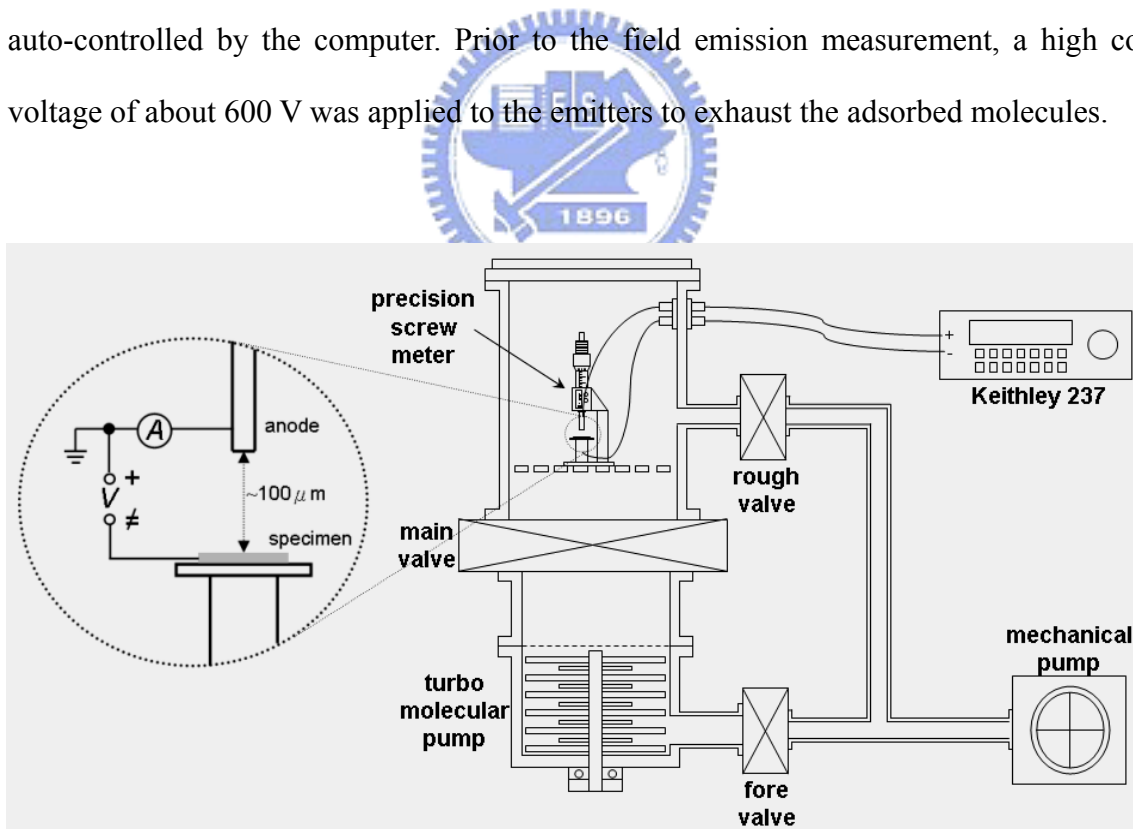 auto-controlled by the computer. Prior to the field emission measurement, a high co
voltage of about 600 V was applied to the emitters to exhaust the adsorbed molecules.
1896
precision
screw
meter
+
-
Keithley 237
A
anode
+
V
≠
~100 μ m
specimen
rough
valve
main
valve
mechanical
pump
turbo
molecular
pump
fore
valve